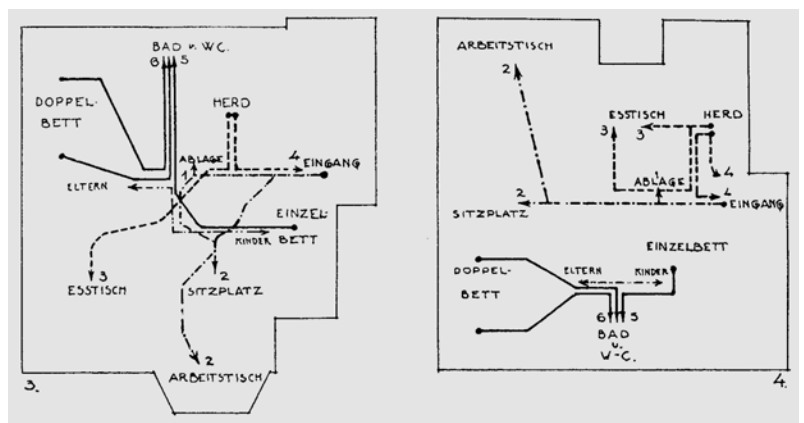 BAD u. WC.
6 5
DOPPEL-
BETT
HERD
ABLAGE
1
4 EINGANG
ELTERN
EINZEL-
BETT
KINDER
3
ESSTISCH
2
SITZPLATZ
2
ARBEITSTISCH
3.
ARBEITSTISCH
2
ESSTISCH
HERD
3
3
4
1
ABLAGE
4
2
SITZPLATZ
EINGANG
EINZELBETT
DOPPEL-
BETT
ELTERN
KINDER
6 5
BAD
u.
W-C.
4.